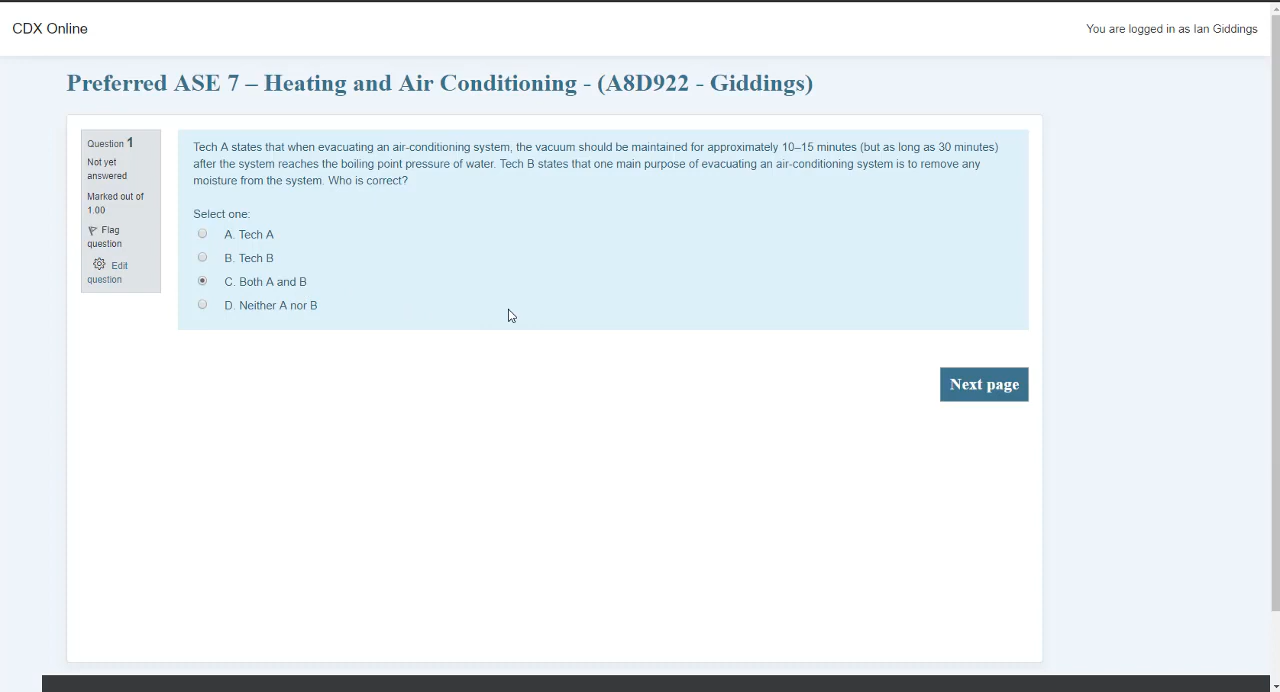 CDX Online
You are logged in as Ian Giddings
Preferred ASE 7 – Heating and Air Conditioning - (A8D922 - Giddings)
Question 1
Not yet
answered
Marked out of
1.00
Flag
question
Edit
question
Tech A states that when evacuating an air-conditioning system, the vacuum should be maintained for approximately 10–15 minutes (but as long as 30 minutes)
after the system reaches the boiling point pressure of water. Tech B states that one main purpose of evacuating an air-conditioning system is to remove any
moisture from the system. Who is correct?
Select one:
A. Tech A
B. Tech B
C. Both A and B
D. Neither A nor B
Next page